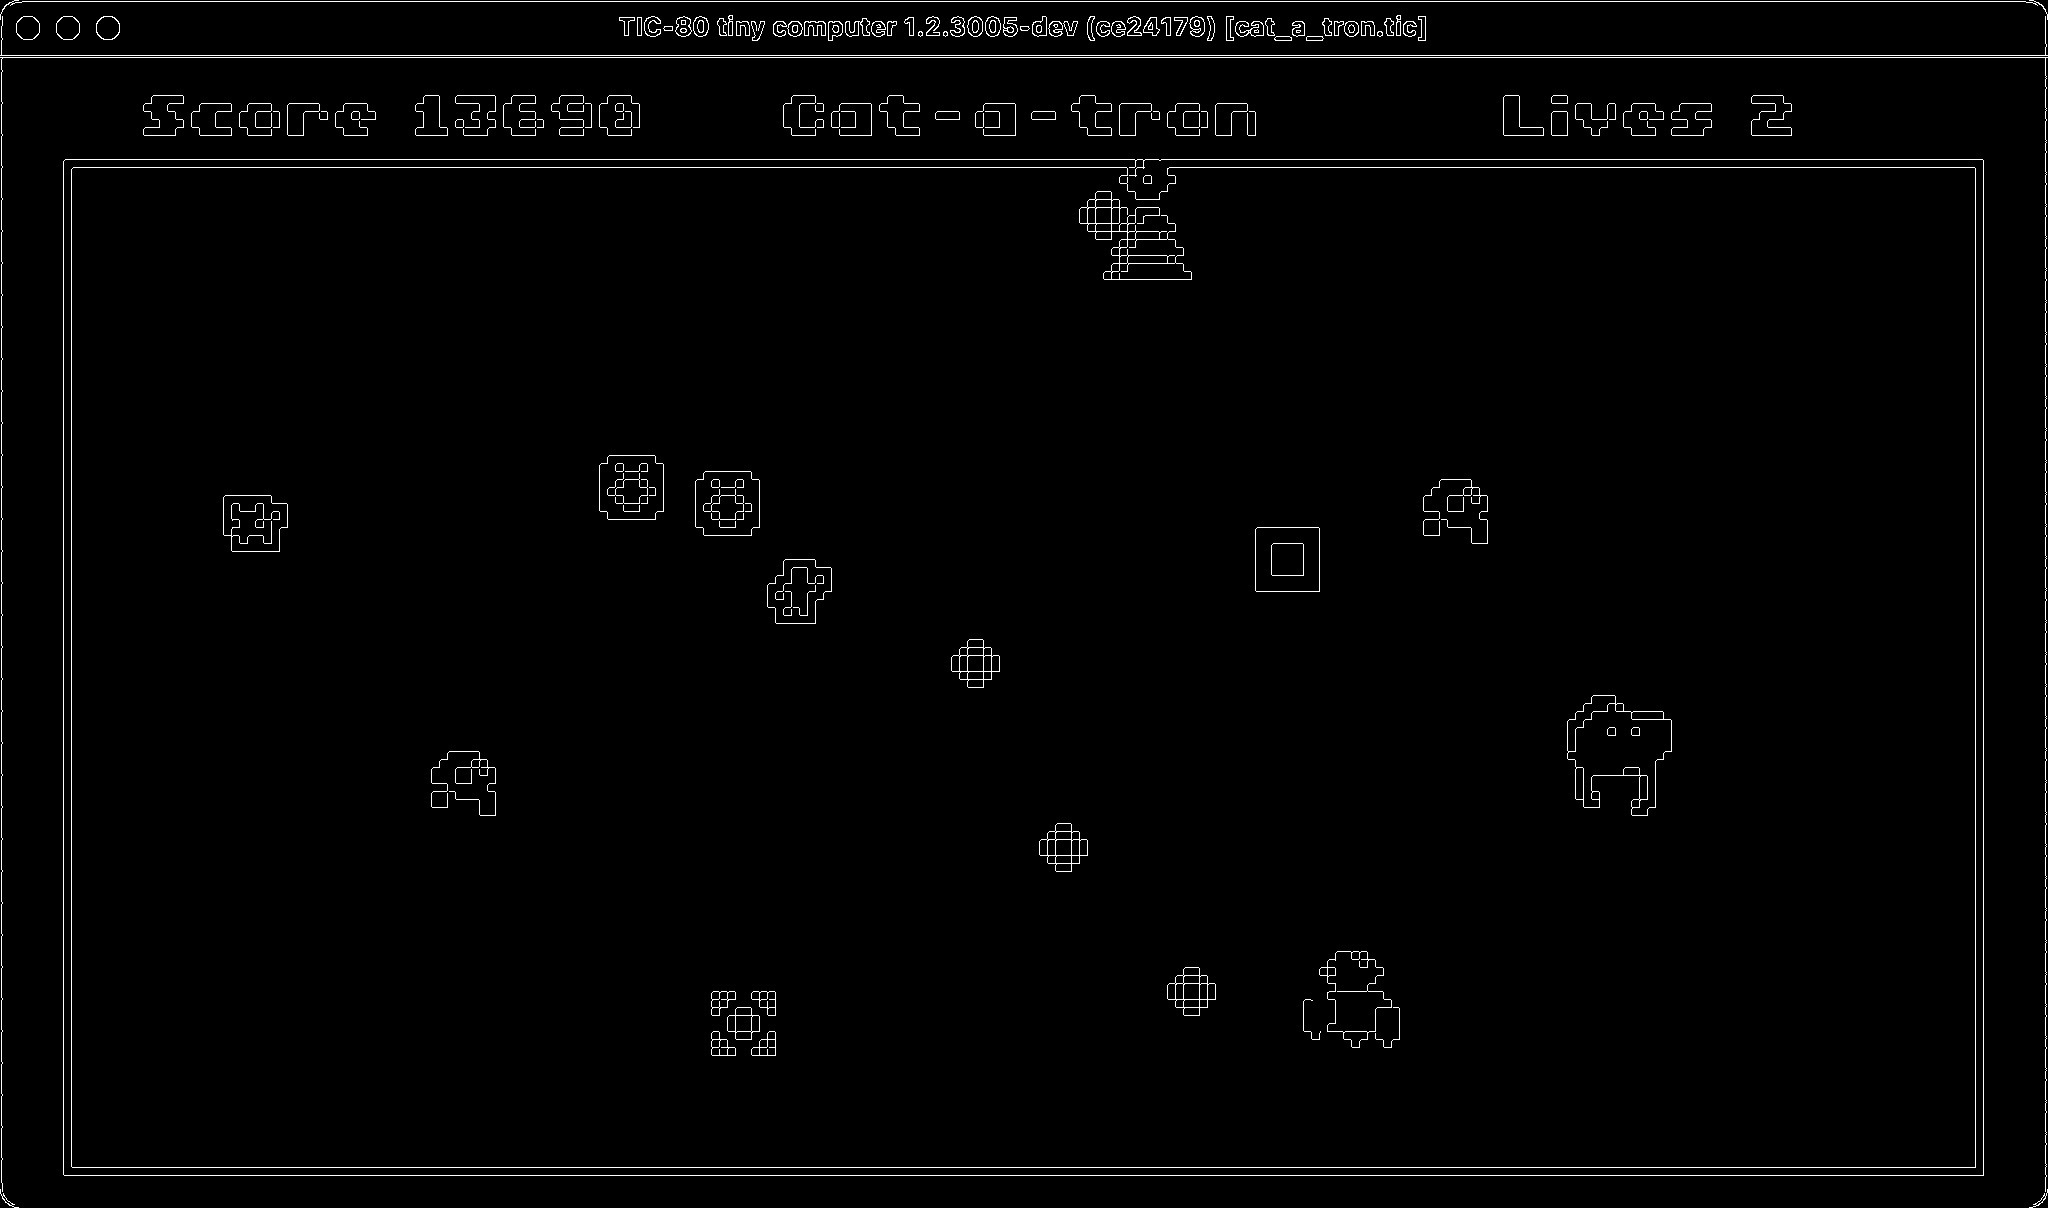 TIC-80 tiny computer 1.2.3005-dev (ce24179) [cat_a_tron.tic]
Score 13690 Cat-a-tron Lives 2